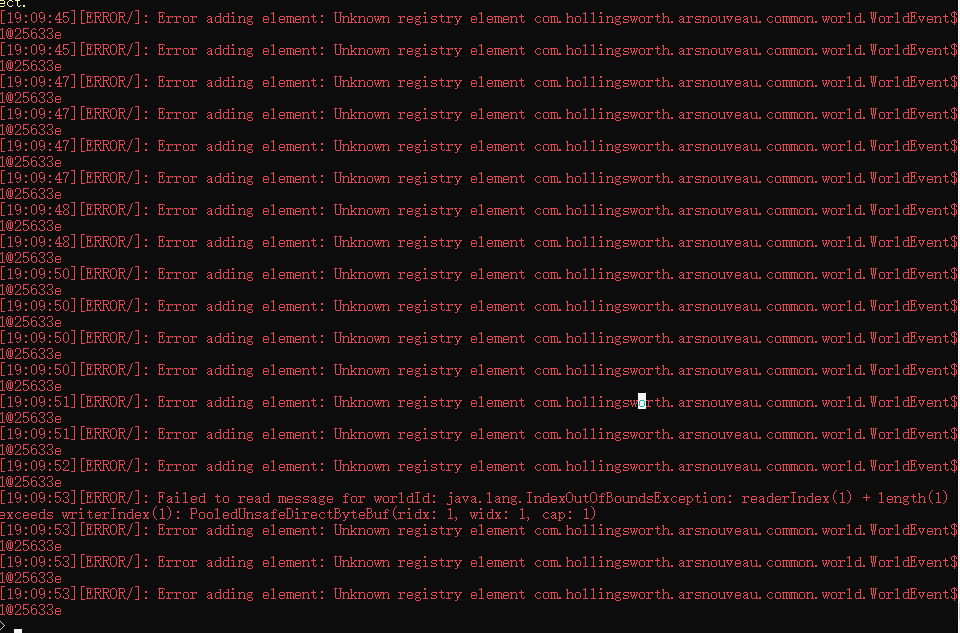 ect.
[19:09:45][ERROR/]: Error adding element: Unknown registry element com.hollingsworth.arsnouveau.common.world.WorldEvent$
1@25633e
[19:09:45][ERROR/]: Error adding element: Unknown registry element com.hollingsworth.arsnouveau.common.world.WorldEvent$
1@25633e
[19:09:47][ERROR/]: Error adding element: Unknown registry element com.hollingsworth.arsnouveau.common.world.WorldEvent$
1@25633e
[19:09:47][ERROR/]: Error adding element: Unknown registry element com.hollingsworth.arsnouveau.common.world.WorldEvent$
1@25633e
[19:09:47][ERROR/]: Error adding element: Unknown registry element com.hollingsworth.arsnouveau.common.world.WorldEvent$
1@25633e
[19:09:47][ERROR/]: Error adding element: Unknown registry element com.hollingsworth.arsnouveau.common.world.WorldEvent$
1@25633e
[19:09:48][ERROR/]: Error adding element: Unknown registry element com.hollingsworth.arsnouveau.common.world.WorldEvent$
1@25633e
[19:09:48][ERROR/]: Error adding element: Unknown registry element com.hollingsworth.arsnouveau.common.world.WorldEvent$
1@25633e
[19:09:50][ERROR/]: Error adding element: Unknown registry element com.hollingsworth.arsnouveau.common.world.WorldEvent$
1@25633e
[19:09:50][ERROR/]: Error adding element: Unknown registry element com.hollingsworth.arsnouveau.common.world.WorldEvent$
1@25633e
[19:09:50][ERROR/]: Error adding element: Unknown registry element com.hollingsworth.arsnouveau.common.world.WorldEvent$
1@25633e
[19:09:50][ERROR/]: Error adding element: Unknown registry element com.hollingsworth.arsnouveau.common.world.WorldEvent$
1@25633e
[19:09:51][ERROR/]: Error adding element: Unknown registry element com.hollingsworth.arsnouveau.common.world.WorldEvent$
1@25633e
[19:09:51][ERROR/]: Error adding element: Unknown registry element com.hollingsworth.arsnouveau.common.world.WorldEvent$
1@25633e
[19:09:52][ERROR/]: Error adding element: Unknown registry element com.hollingsworth.arsnouveau.common.world.WorldEvent$
1@25633e
[19:09:53][ERROR/]: Failed to read message for worldId: java.lang.IndexOutOfBoundsException: readerIndex(1) + length(1)
exceeds writerIndex(1): PooledUnsafeDirectByteBuf(ridx: 1, widx: 1, cap: 1)
[19:09:53][ERROR/]: Error adding element: Unknown registry element com.hollingsworth.arsnouveau.common.world.WorldEvent$
1@25633e
[19:09:53][ERROR/]: Error adding element: Unknown registry element com.hollingsworth.arsnouveau.common.world.WorldEvent$
1@25633e
[19:09:53][ERROR/]: Error adding element: Unknown registry element com.hollingsworth.arsnouveau.common.world.WorldEvent$
1@25633e
>